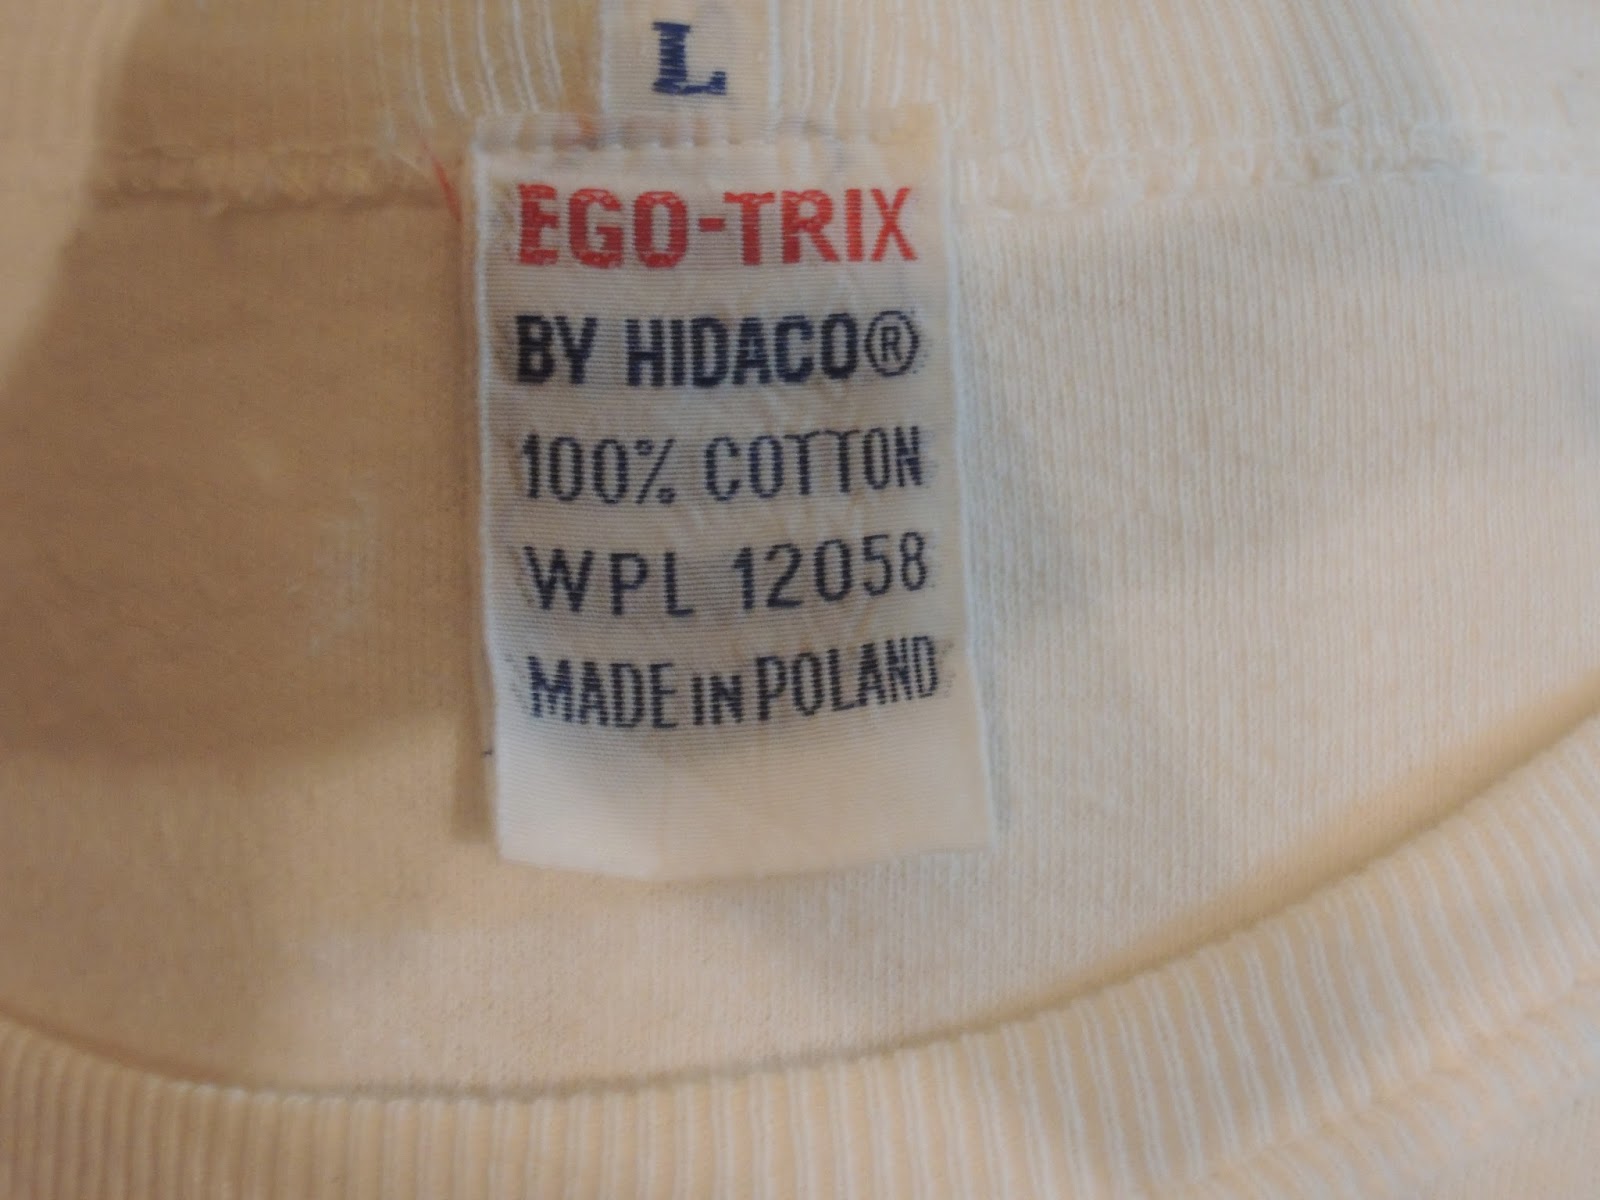 L
EGO-TRIX
BY HIDACO®
100% COTTON
WPL 12058
MADE IN POLAND